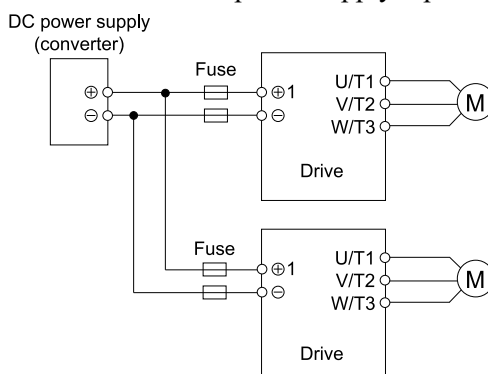 DC power supply
(converter)
Fuse
⊕
⊖
⊕1
⊖
U/T1
V/T2
W/T3
M
Drive
Fuse
⊕1
⊖
U/T1
V/T2
W/T3
M
Drive